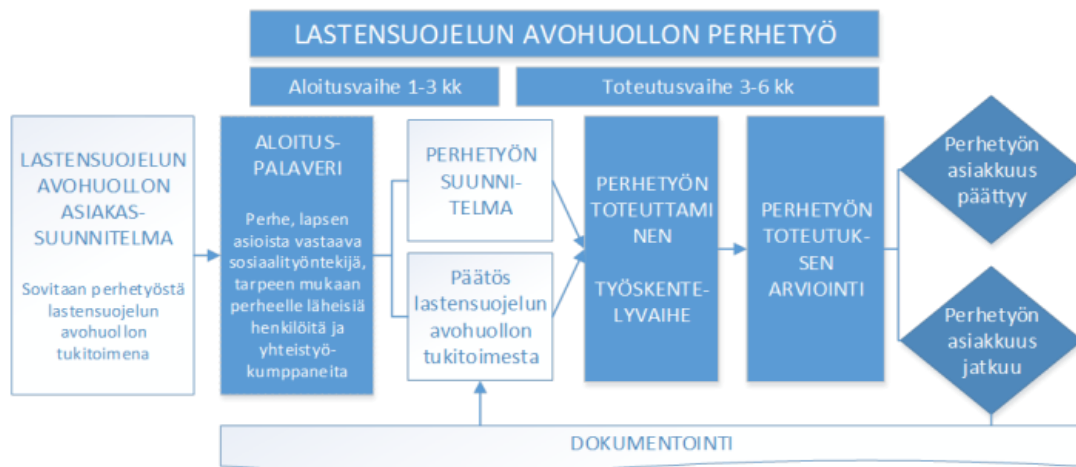 LASTENSUOJELUN AVOHUOLLON PERHETYÖ
Aloitusvaihe 1-3 kk
Toteutusvaihe 3-6 kk
LASTENSUOJELUN
AVOHUOLLON
ASIAKAS-
SUUNNITELMA
Sovitaan perhetyöstä
lastensuojelun
avohuollon
tukitoimena
ALOITUS-
PALAVERI
Perhe, lapsen
asioista vastaava
sosiaalityöntekijä,
tarpeen mukaan
perheelle läheisiä
henkilöitä ja
yhteistyö-
kumppaneita
PERHETYÖN
SUUNNI-
TELMA
Päätös
lastensuojelun
avohuollon
tukitoimesta
PERHETYÖN
TOTEUTTAMI
NEN
TYÖSKENTE-
LYVAIHE
PERHETYÖN
TOTEUTUK-
SEN
ARVIOINTI
Perhetyön
asiakkuus
päättyy
Perhetyön
asiakkuus
jatkuu
DOKUMENTOINTI